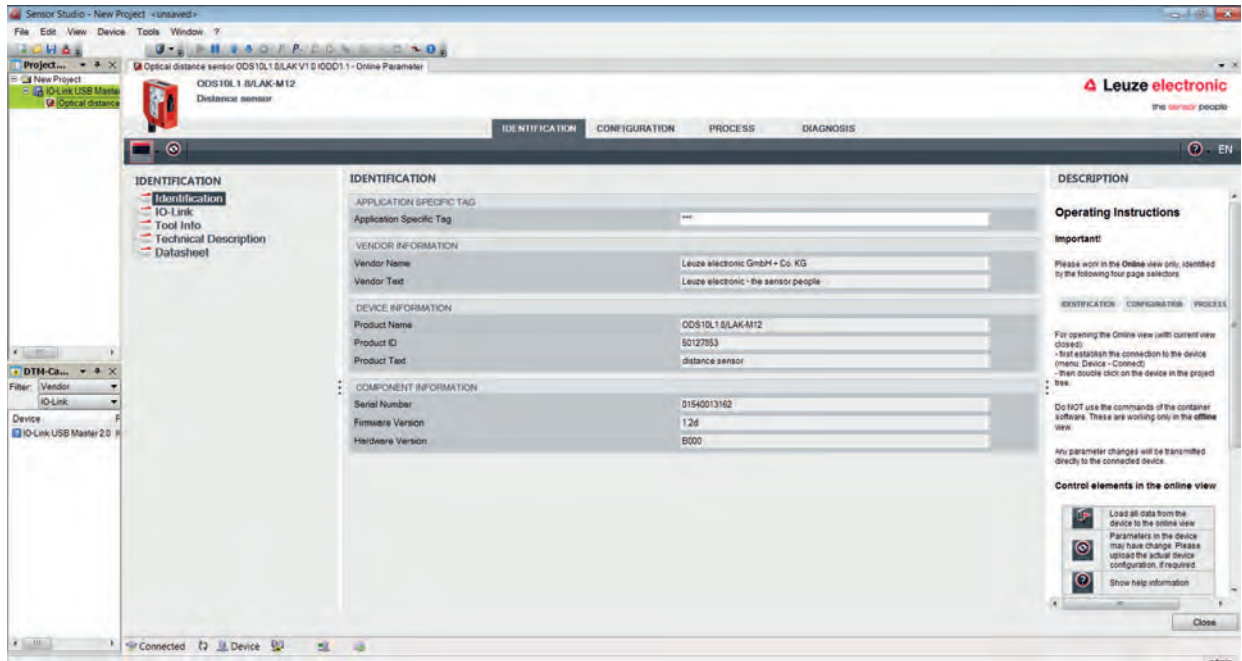 Sensor Studio - New Project <unsaved>
File Edit View Device Tools Window ?
Project...
Optical distance sensor ODS10L1.8/LAK V1.0 IODD1.1 - Online Parameter
New Project
IO-Link USB Maste
Optical distance
ODS10L1.8/LAK-M12
Distance sensor
Leuze electronic
the sensor people
IDENTIFICATION CONFIGURATION PROCESS DIAGNOSIS
EN
IDENTIFICATION
Identification
IO-Link
Tool Info
Technical Description
Datasheet
IDENTIFICATION
APPLICATION SPECIFIC TAG
Application Specific Tag ***
VENDOR INFORMATION
Vendor Name Leuze electronic GmbH + Co. KG
Vendor Text Leuze electronic - the sensor people
DEVICE INFORMATION
Product Name ODS10L1.8/LAK-M12
Product ID 50127853
Product Text distance sensor
COMPONENT INFORMATION
Serial Number 01540013162
Firmware Version 1.2d
Hardware Version B000
DESCRIPTION
Operating Instructions
Important!
Please work in the Online view only, identified
by the following four page selectors
IDENTIFICATION CONFIGURATION PROCESS
For opening the Online view (with current view
closed):
- first establish the connection to the device
(menu: Device - Connect)
- then double click on the device in the project
tree.
Do NOT use the commands of the container
software. These are working only in the offline
view.
Any parameter changes will be transmitted
directly to the connected device.
Control elements in the online view
Load all data from the
device to the online view
Parameters in the device
may have change. Please
upload the actual device
configuration, if required.
Show help information
Close
DTM-Ca...
Filter: Vendor
IO-Link
Device
IO-Link USB Master 2.0
Connected Device